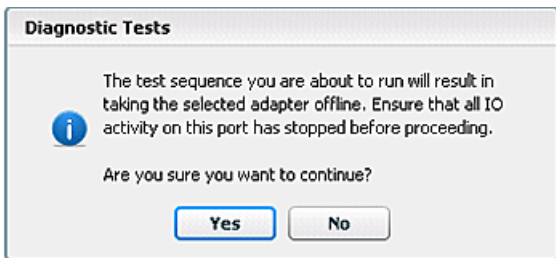 Diagnostic Tests
The test sequence you are about to run will result in
taking the selected adapter offline. Ensure that all IO
activity on this port has stopped before proceeding.
Are you sure you want to continue?
Yes No